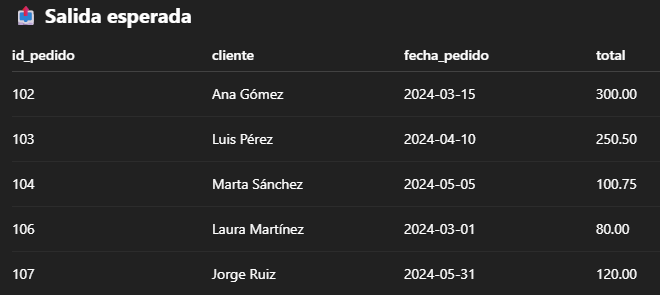 Salida esperada
id_pedido cliente fecha_pedido total
102 Ana Gómez 2024-03-15 300.00
103 Luis Pérez 2024-04-10 250.50
104 Marta Sánchez 2024-05-05 100.75
106 Laura Martínez 2024-03-01 80.00
107 Jorge Ruiz 2024-05-31 120.00